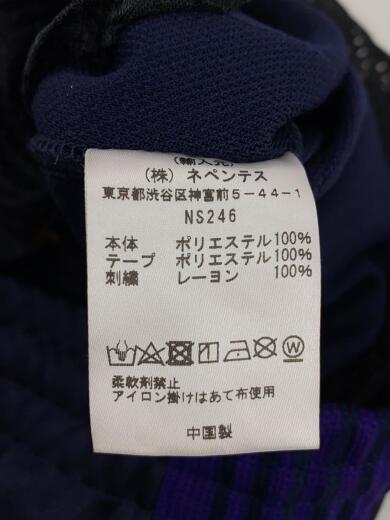 (輸入元)
(株) ネペンテス
東京都渋谷区神宮前5-44-1
NS246
本体 ポリエステル100%
テープ ポリエステル100%
刺繍 レーヨン 100%
柔軟剤禁止
アイロン掛けはあて布使用
中国製